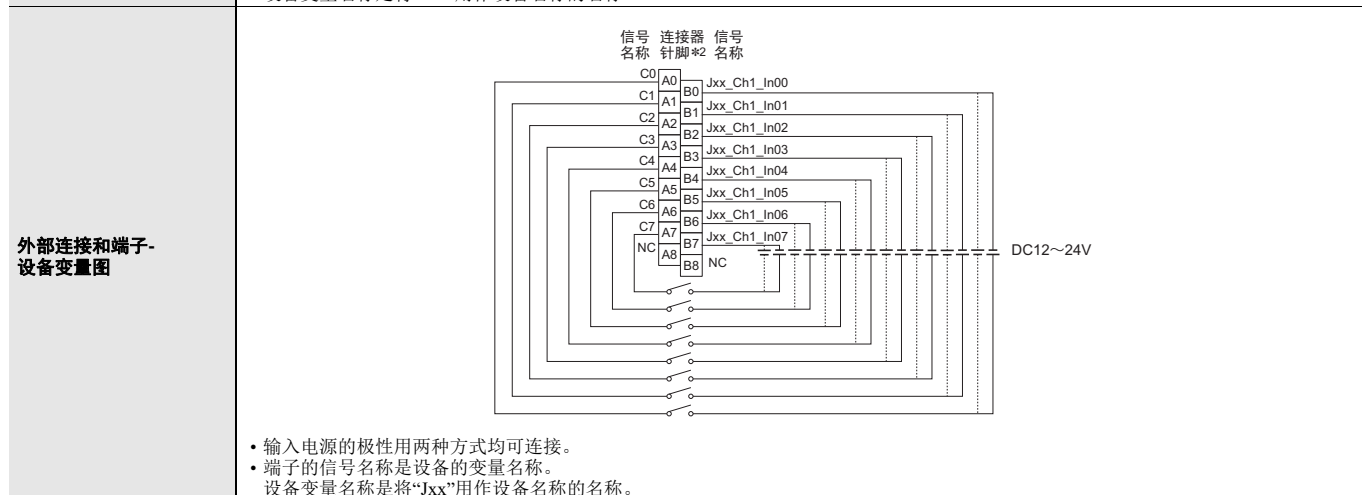 外部连接和端子-
设备变量图
信号 连接器 信号
名称 针脚*2 名称
C0 A0
B0 Jxx_Ch1_In00
C1 A1
B1 Jxx_Ch1_In01
C2 A2
B2 Jxx_Ch1_In02
C3 A3
B3 Jxx_Ch1_In03
C4 A4
B4 Jxx_Ch1_In04
C5 A5
B5 Jxx_Ch1_In05
C6 A6
B6 Jxx_Ch1_In06
C7 A7
B7 Jxx_Ch1_In07
NC A8
B8 NC
DC12～24V
• 输入电源的极性用两种方式均可连接。
• 端子的信号名称是设备的变量名称。
设备变量名称是将“Jxx”用作设备名称的名称。